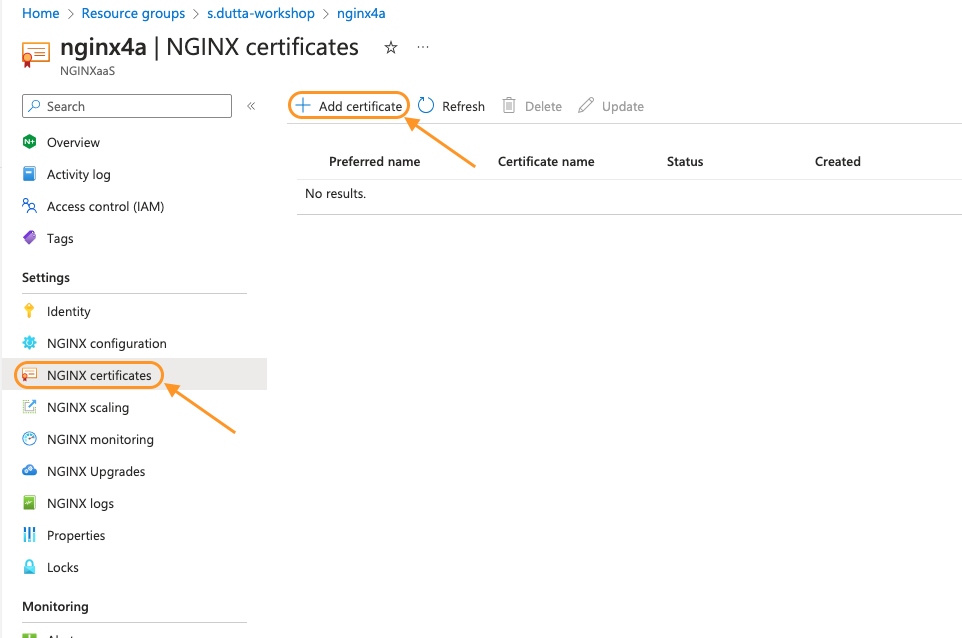 Home > Resource groups > s.dutta-workshop > nginx4a
nginx4a | NGINX certificates ☆ ...
NGINXaaS
Search «
+ Add certificate Refresh Delete Update
Overview
Activity log
Access control (IAM)
Tags
Settings
Identity
NGINX configuration
NGINX certificates
NGINX scaling
NGINX monitoring
NGINX Upgrades
NGINX logs
Properties
Locks
Monitoring
Preferred name Certificate name Status Created
No results.